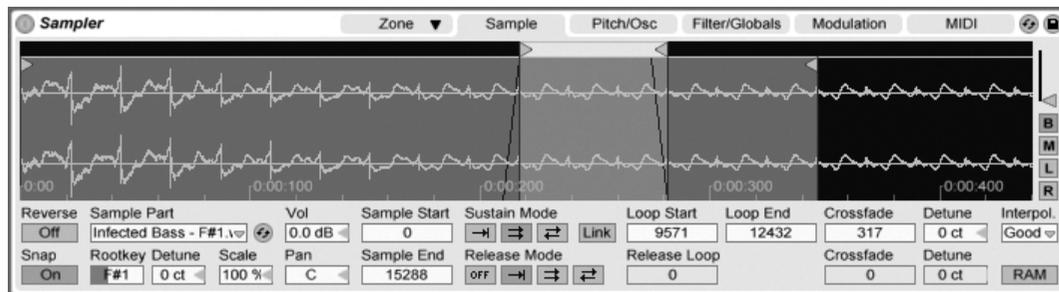 Sampler Zone ▼ Sample Pitch/Osc Filter/Globals Modulation MIDI
B
M
L
0:00 0:00:100 0:00:200 0:00:300 0:00:400 R
Reverse Sample Part Vol Sample Start Sustain Mode Loop Start Loop End Crossfade Detune Interpol.
Off Infected Bass - F#1. 0.0 dB 0 Link 9571 12432 317 0 ct Good
Snap Rootkey Detune Scale Pan Sample End Release Mode Release Loop Crossfade Detune
On F#1 0 ct 100 % C 15288 OFF 0 0 0 ct RAM